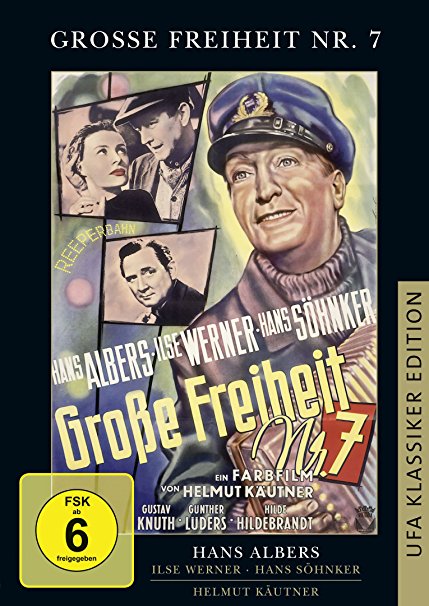 GROSSE FREIHEIT NR. 7
REEPERBAHN
HANS ALBERS · ILSE WERNER · HANS SÖHNKER
Große Freiheit
Nr. 7
EIN FARBFILM
VON HELMUT KÄUTNER
GUSTAV KNUTH · GÜNTHER LÜDERS · HILDE HILDEBRANDT
FSK
ab
6
freigegeben
UFA KLASSIKER EDITION
HANS ALBERS
ILSE WERNER · HANS SÖHNKER
HELMUT KÄUTNER